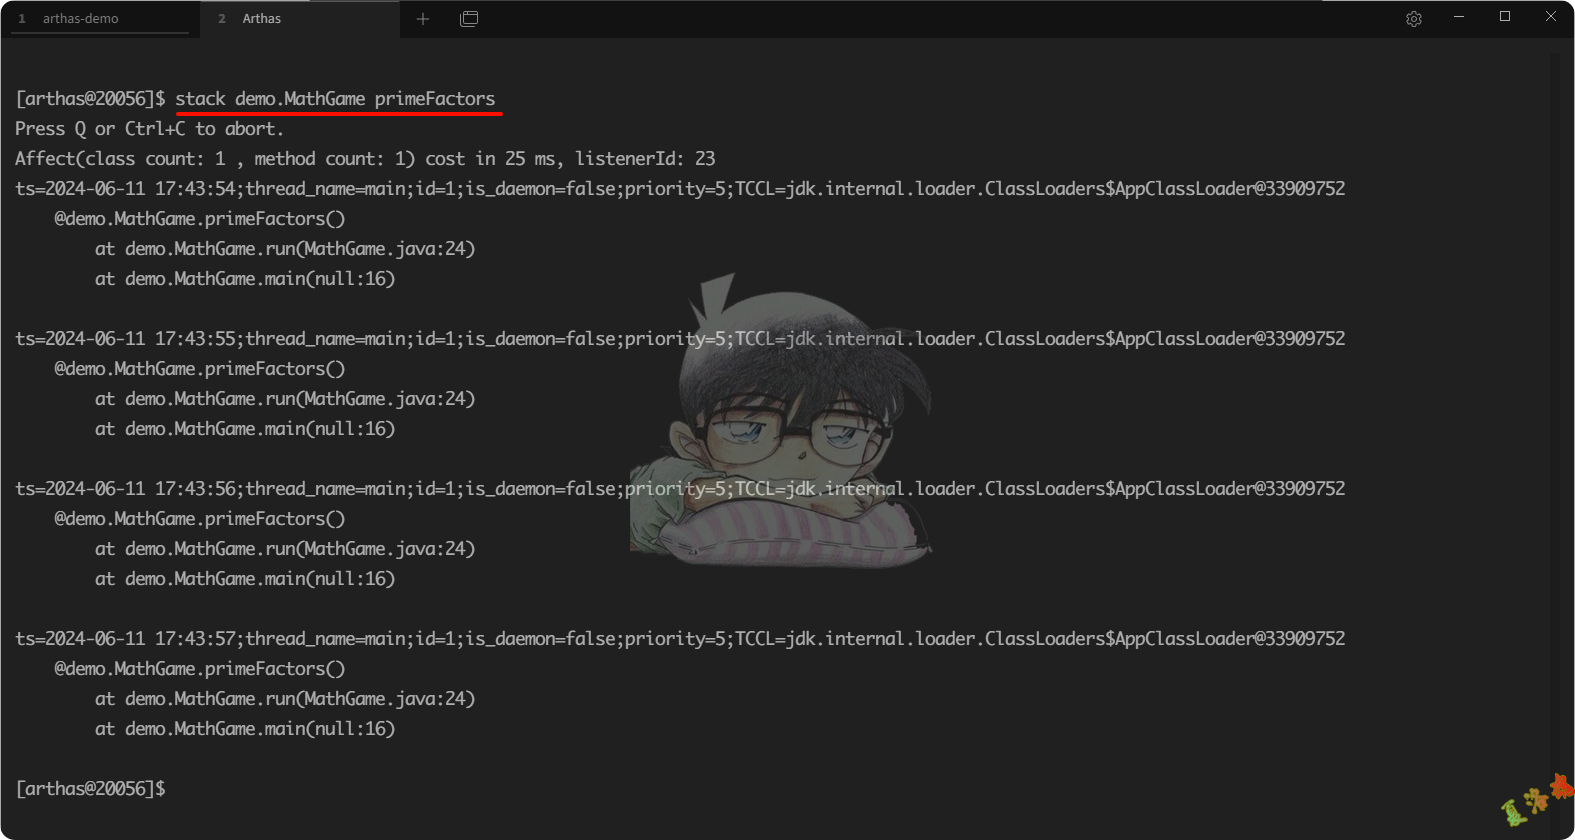 1 arthas-demo
2 Arthas
[arthas@20056]$ stack demo.MathGame primeFactors
Press Q or Ctrl+C to abort.
Affect(class count: 1 , method count: 1) cost in 25 ms, listenerId: 23
ts=2024-06-11 17:43:54;thread_name=main;id=1;is_daemon=false;priority=5;TCCL=jdk.internal.loader.ClassLoaders$AppClassLoader@33909752
    @demo.MathGame.primeFactors()
        at demo.MathGame.run(MathGame.java:24)
        at demo.MathGame.main(null:16)
ts=2024-06-11 17:43:55;thread_name=main;id=1;is_daemon=false;priority=5;TCCL=jdk.internal.loader.ClassLoaders$AppClassLoader@33909752
    @demo.MathGame.primeFactors()
        at demo.MathGame.run(MathGame.java:24)
        at demo.MathGame.main(null:16)
ts=2024-06-11 17:43:56;thread_name=main;id=1;is_daemon=false;priority=5;TCCL=jdk.internal.loader.ClassLoaders$AppClassLoader@33909752
    @demo.MathGame.primeFactors()
        at demo.MathGame.run(MathGame.java:24)
        at demo.MathGame.main(null:16)
ts=2024-06-11 17:43:57;thread_name=main;id=1;is_daemon=false;priority=5;TCCL=jdk.internal.loader.ClassLoaders$AppClassLoader@33909752
    @demo.MathGame.primeFactors()
        at demo.MathGame.run(MathGame.java:24)
        at demo.MathGame.main(null:16)
[arthas@20056]$